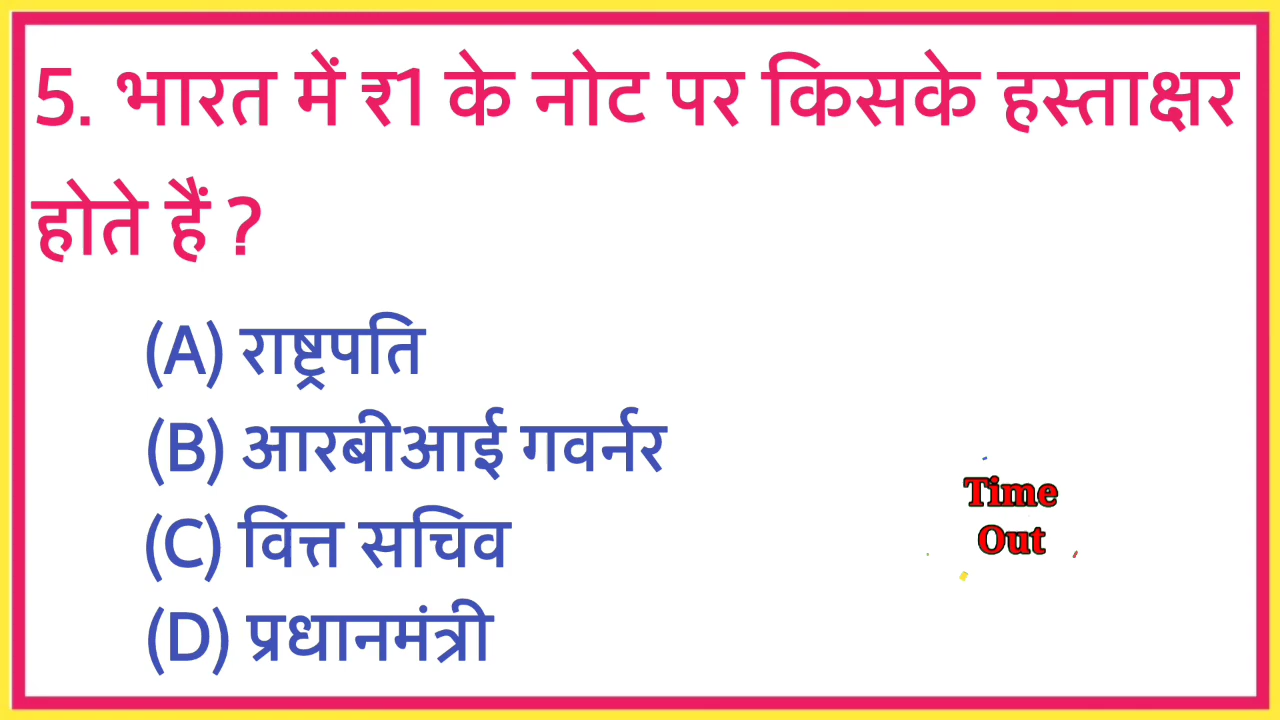 5. भारत में ₹1 के नोट पर किसके हस्ताक्षर
होते हैं ?
(A) राष्ट्रपति
(B) आरबीआई गवर्नर
(C) वित्त सचिव
(D) प्रधानमंत्री
Time
Out